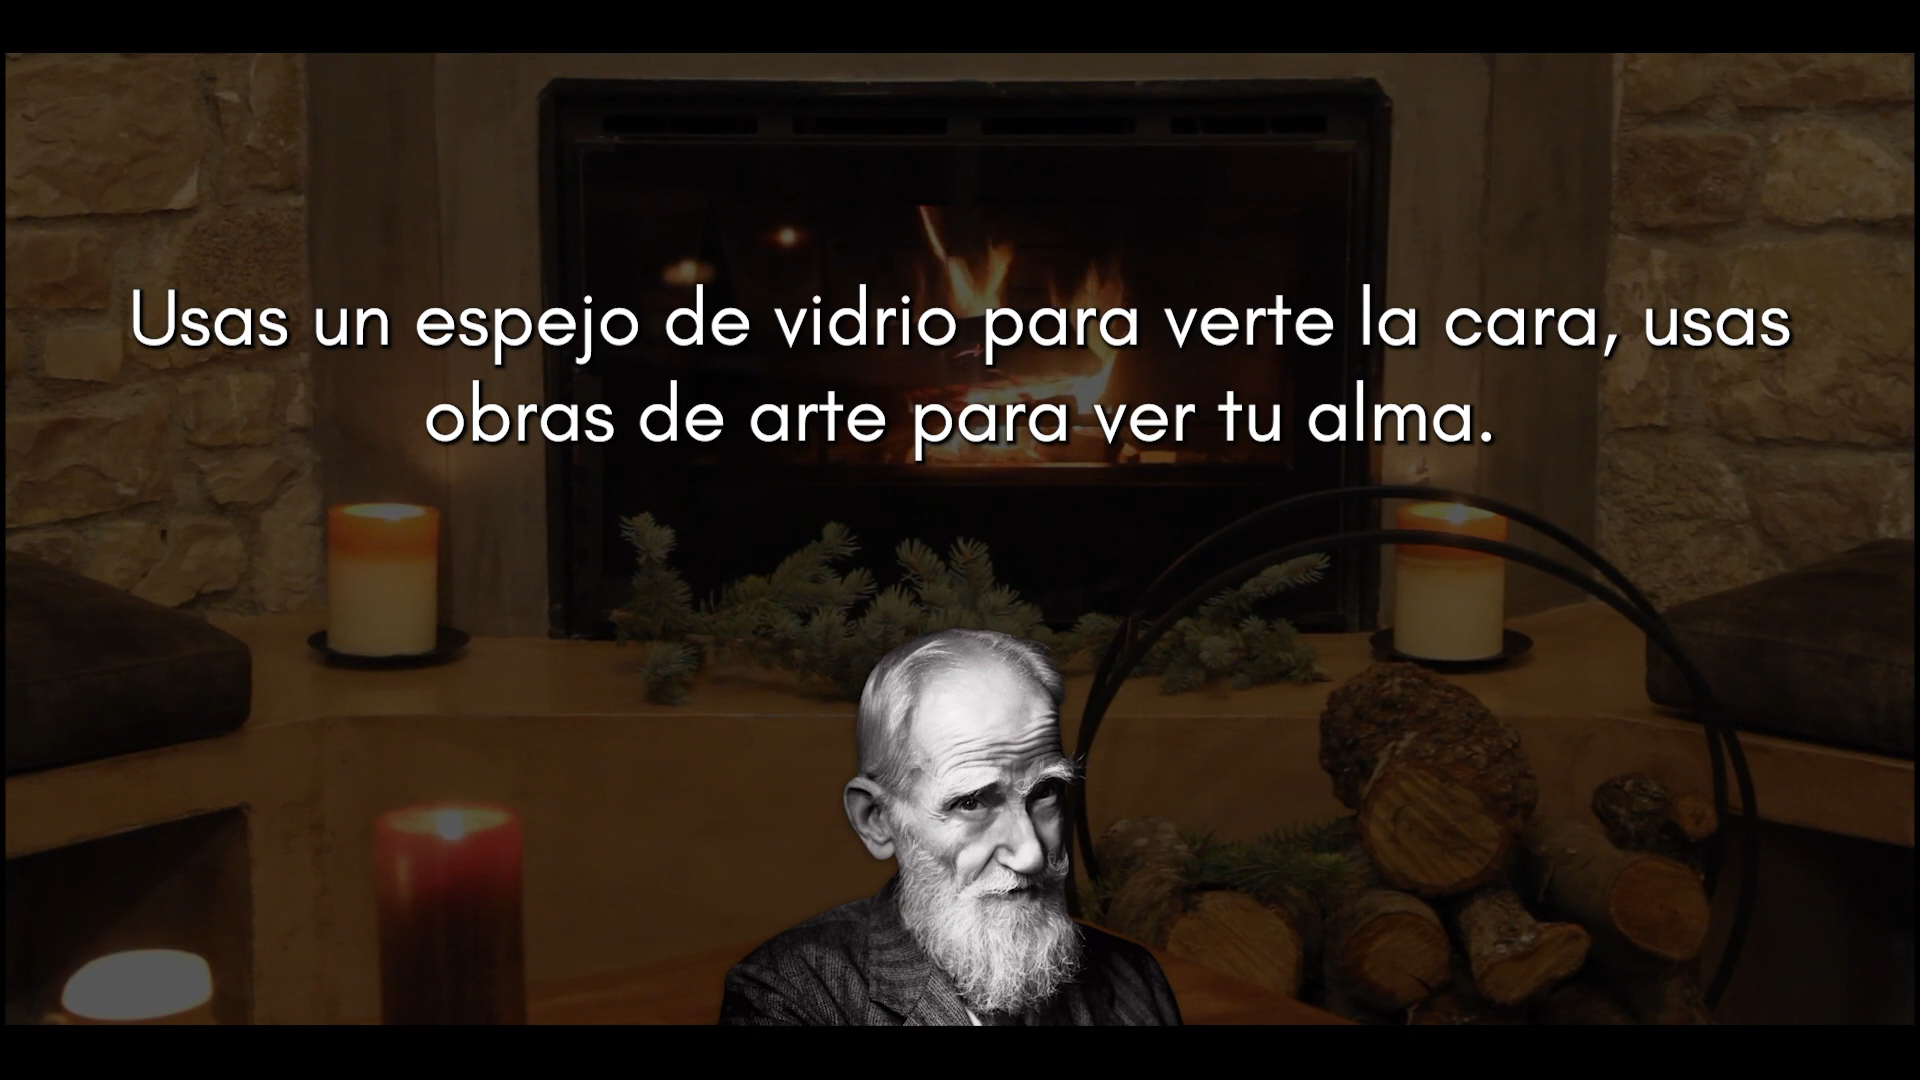 Usas un espejo de vidrio para verte la cara, usas
obras de arte para ver tu alma.